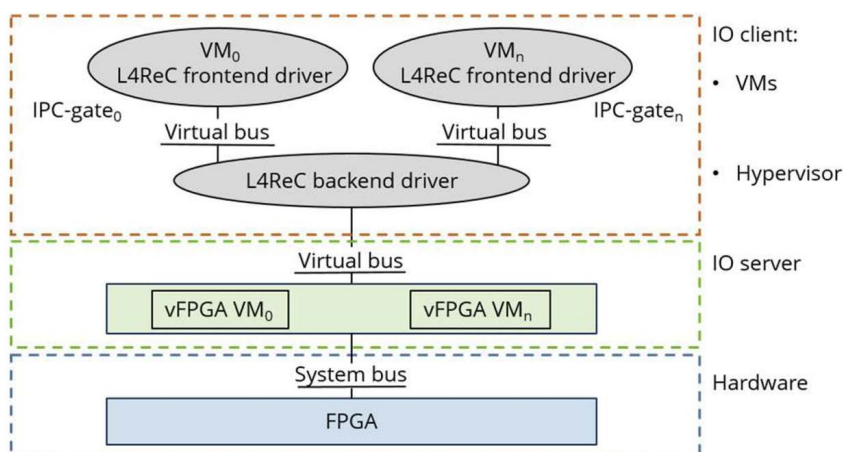 IO client:
VM₀
L4ReC frontend driver
VMₙ
L4ReC frontend driver
• VMs
IPC-gate₀
IPC-gateₙ
Virtual bus
Virtual bus
L4ReC backend driver
• Hypervisor
Virtual bus
IO server
vFPGA VM₀
vFPGA VMₙ
System bus
Hardware
FPGA